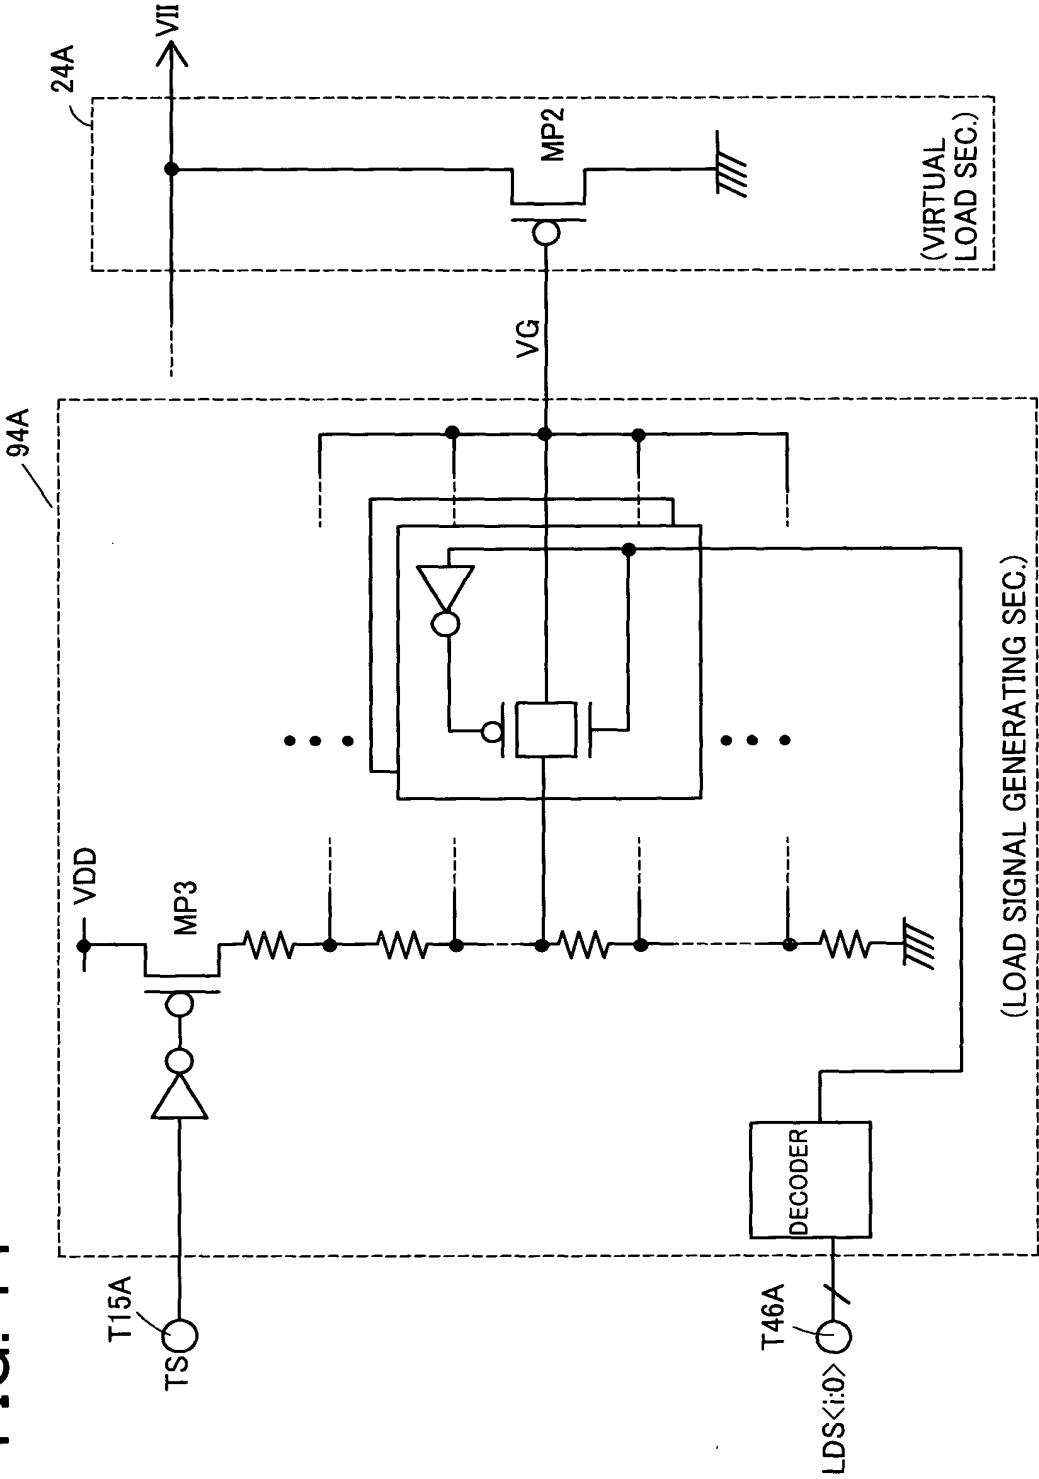 24A
VII
MP2
(VIRTUAL
LOAD SEC.)
VG
94A
VDD
MP3
(LOAD SIGNAL GENERATING SEC.)
DECODER
T15A
TS
T46A
LDS<i:0>